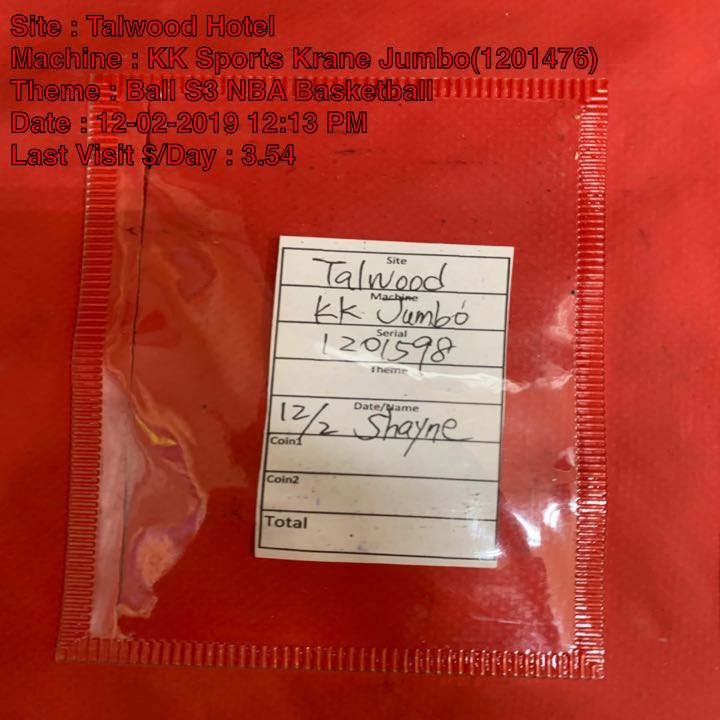 Site : Talwood Hotel
Machine : KK Sports Krane Jumbo(1201476)
Theme : Ball S3 NBA Basketball
Date : 12-02-2019 12:13 PM
Last Visit $/Day : 3.54
Site
Talwood
Machine
KK Jumbo
Serial
1201598
Theme
Date/Name
12/2 Shayne
Coin1
Coin2
Total